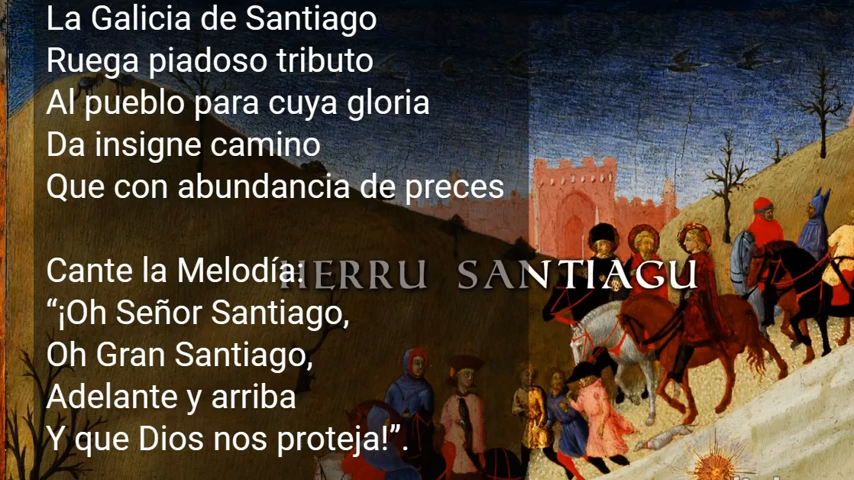 La Galicia de Santiago
Ruega piadoso tributo
Al pueblo para cuya gloria
Da insigne camino
Que con abundancia de preces
Cante la Melodía:
HERRU SANTIAGU
“¡Oh Señor Santiago,
Oh Gran Santiago,
Adelante y arriba
Y que Dios nos proteja!”.